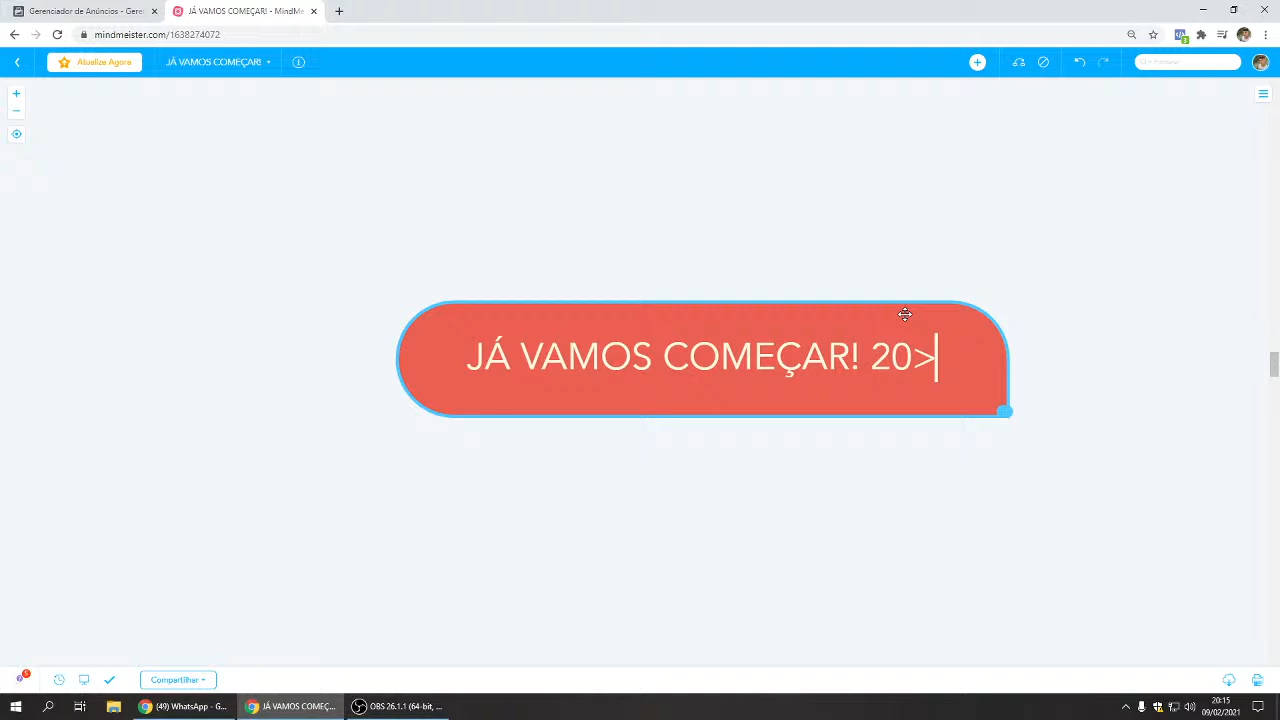 Gerenciador de Anúncios - Geren
JÁ VAMOS COMEÇAR! - MindMe
mindmeister.com/1638274072
Atualize Agora
JÁ VAMOS COMEÇAR!
JÁ VAMOS COMEÇAR! 20>
Compartilhar
(49) WhatsApp - G...
JÁ VAMOS COMEÇ...
OBS 26.1.1 (64-bit, ...
20:15
09/02/2021